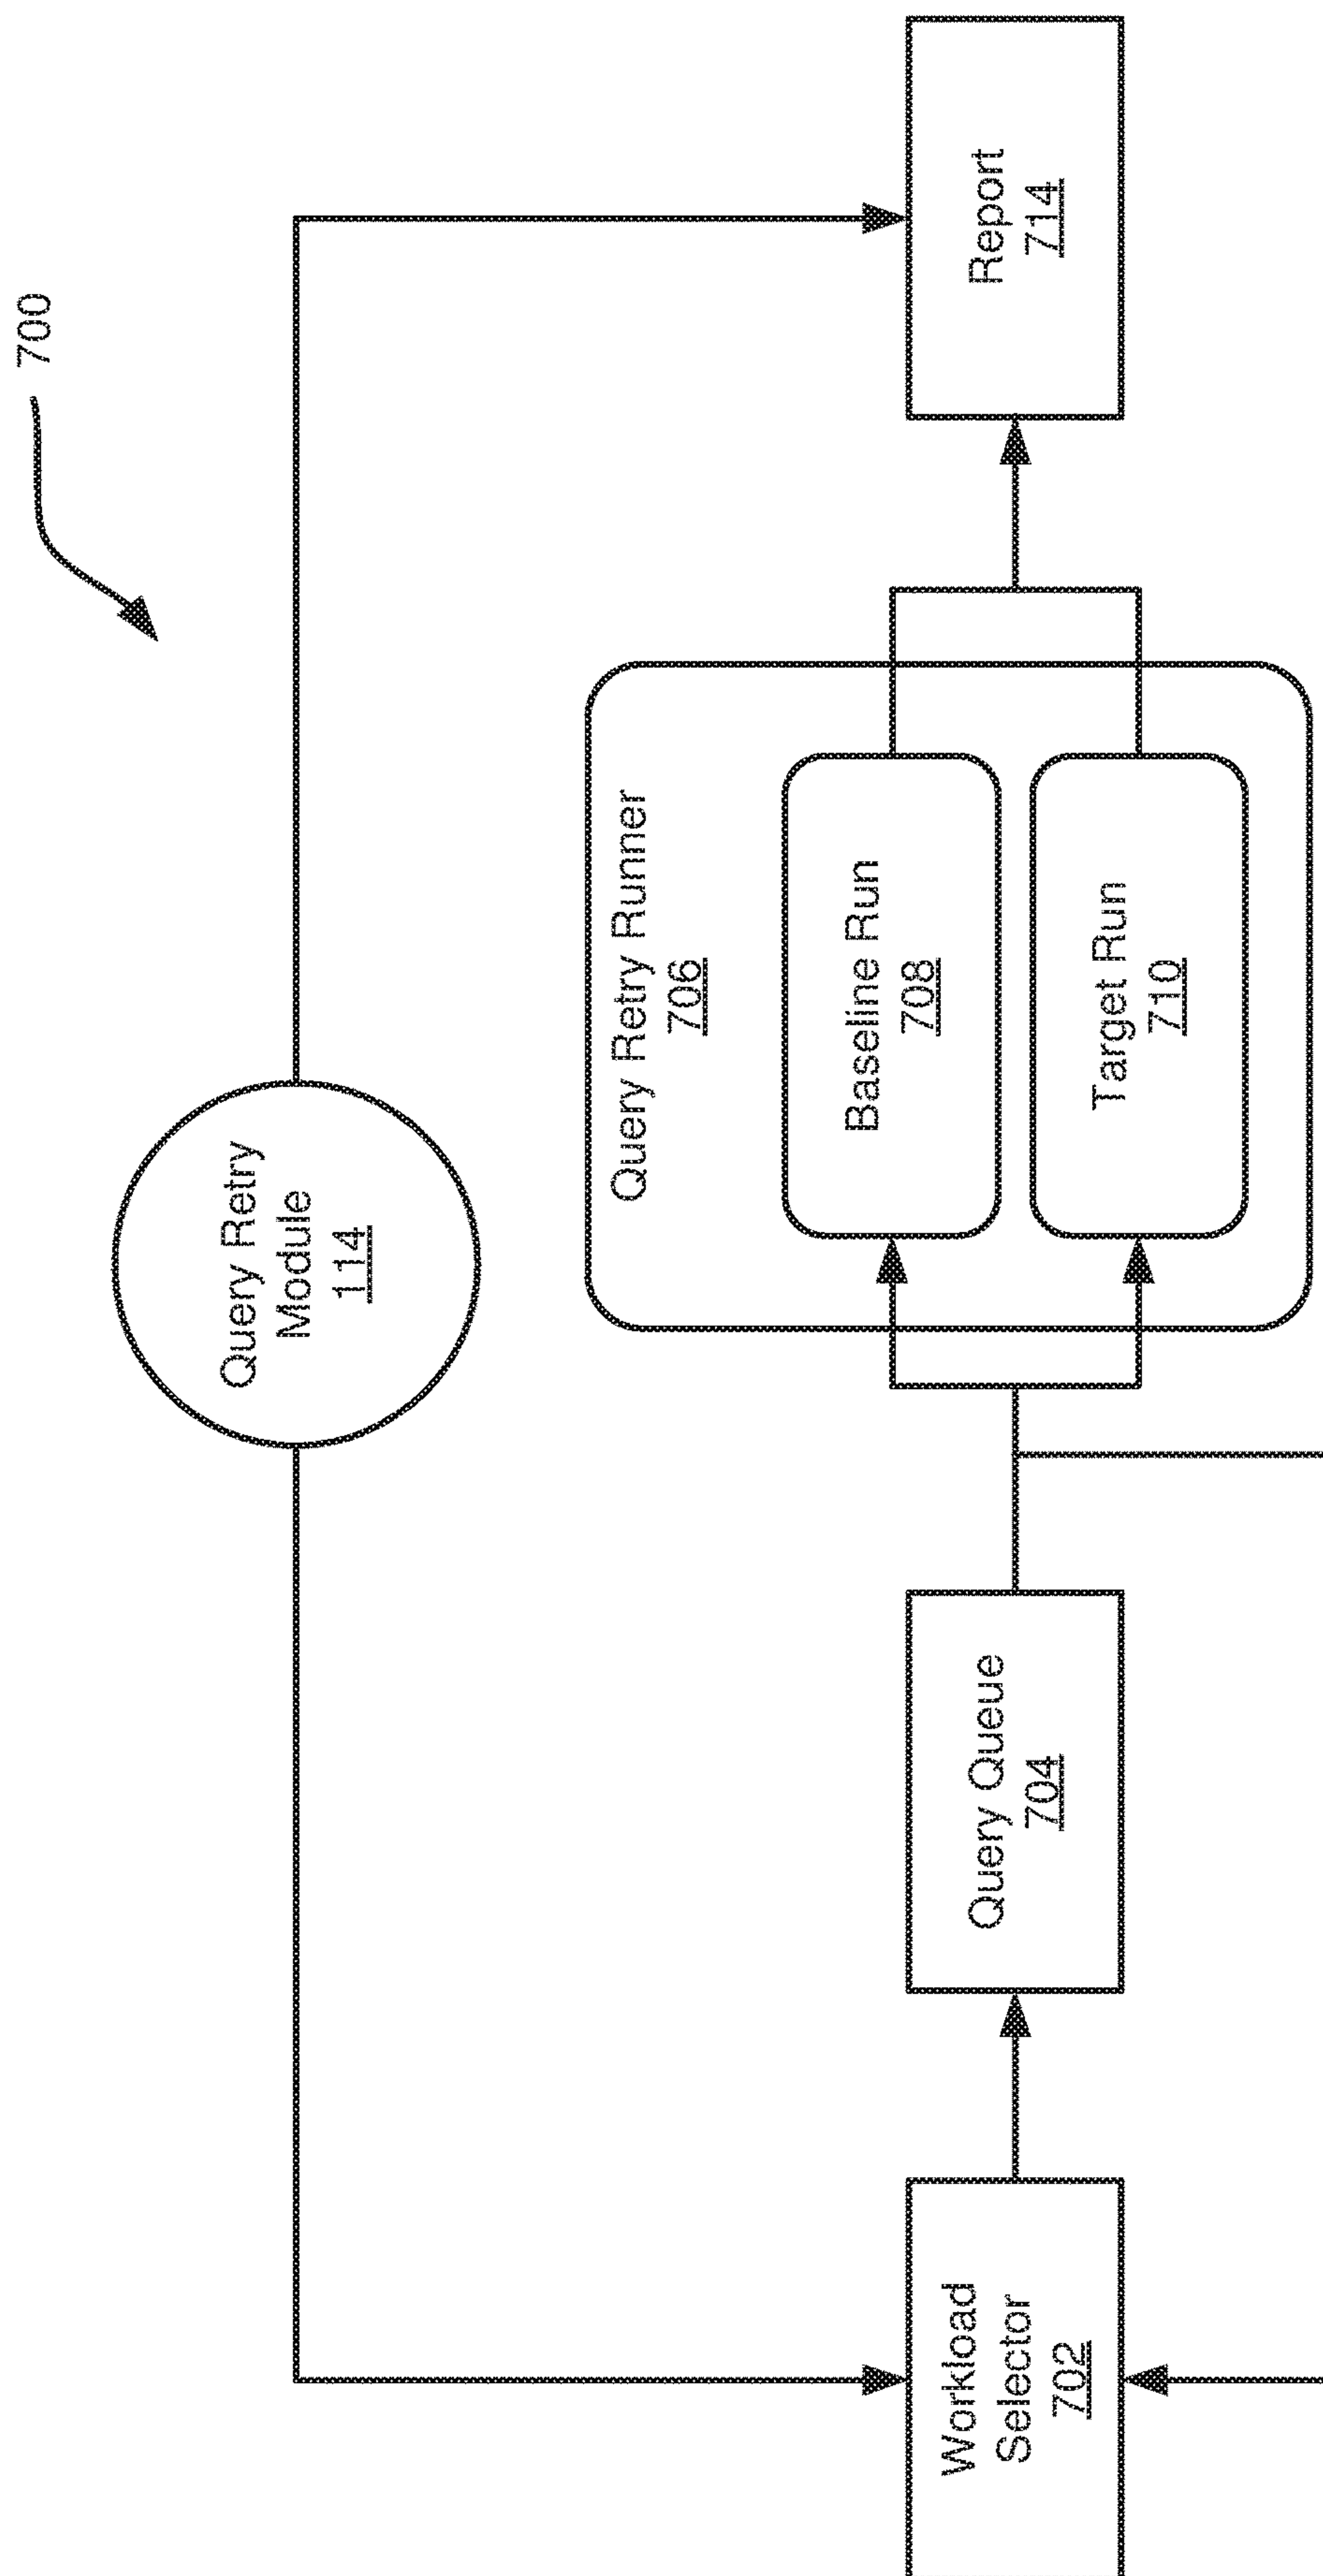 700
Query Retry
Module
114
Query Retry Runner
706
Workload
Selector
702
Query Queue
704
Baseline Run
708
Target Run
710
Report
714